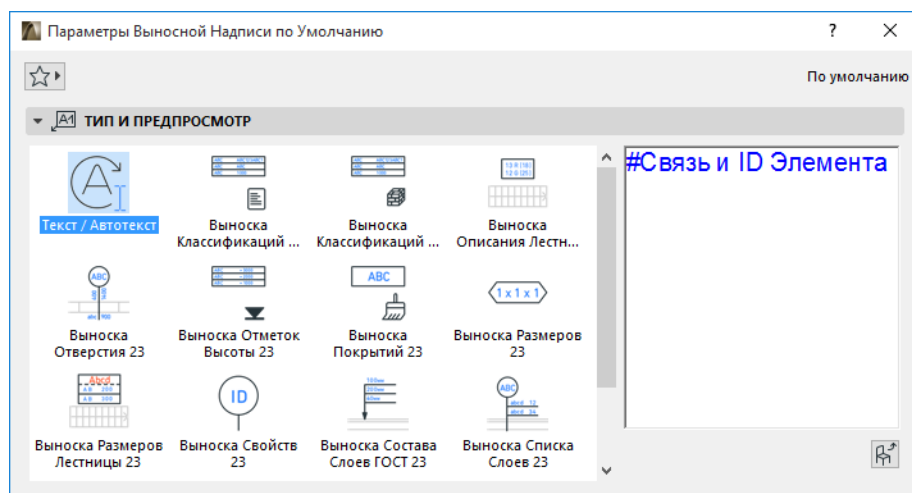 Параметры Выносной Надписи по Умолчанию
?
По умолчанию
ТИП И ПРЕДПРОСМОТР
#Связь и ID Элемента
Текст / Автотекст
Выноска
Классификаций ...
Выноска
Классификаций ...
Выноска
Описания Лестн...
ABC
ABC
1 x 1 x 1
Выноска
Отверстия 23
Выноска Отметок
Высоты 23
Выноска
Покрытий 23
Выноска Размеров
23
Abcd
ID
ABC
Выноска Размеров
Лестницы 23
Выноска Свойств
23
Выноска Состава
Слоев ГОСТ 23
Выноска Списка
Слоев 23